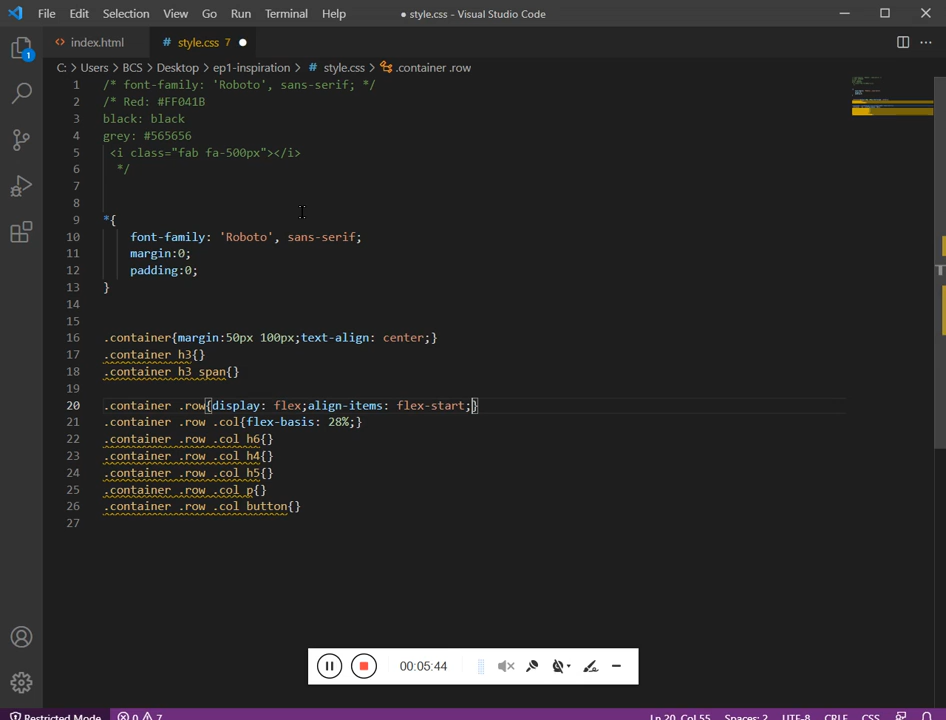 File Edit Selection View Go Run Terminal Help ● style.css - Visual Studio Code
<> index.html # style.css 7 ●
C: > Users > BCS > Desktop > ep1-inspiration > # style.css > .container .row
1 /* font-family: 'Roboto', sans-serif; */
2 /* Red: #FF041B
3 black: black
4 grey: #565656
5 <i class="fab fa-500px"></i>
6 */
7
8
9 *{
10 font-family: 'Roboto', sans-serif;
11 margin:0;
12 padding:0;
13 }
14
15
16 .container{margin:50px 100px;text-align: center;}
17 .container h3{}
18 .container h3 span{}
19
20 .container .row{display: flex;align-items: flex-start;}
21 .container .row .col{flex-basis: 28%;}
22 .container .row .col h6{}
23 .container .row .col h4{}
24 .container .row .col h5{}
25 .container .row .col p{}
26 .container .row .col button{}
27
1
00:05:44
Restricted Mode 0 7 Ln 20, Col 55 Spaces: 2 UTF-8 CRLF CSS